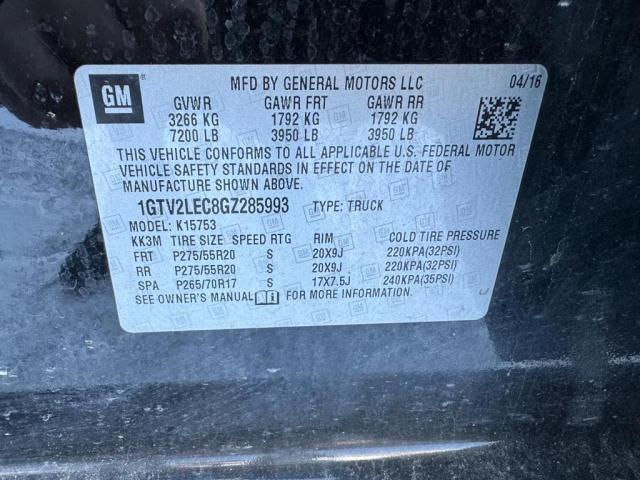 GM
MFD BY GENERAL MOTORS LLC 04/16
GVWR GAWR FRT GAWR RR
3266 KG 1792 KG 1792 KG
7200 LB 3950 LB 3950 LB
THIS VEHICLE CONFORMS TO ALL APPLICABLE U.S. FEDERAL MOTOR
VEHICLE SAFETY STANDARDS IN EFFECT ON THE DATE OF
MANUFACTURE SHOWN ABOVE.
1GTV2LEC8GZ285993 TYPE: TRUCK
MODEL: K15753
KK3M TIRE SIZE SPEED RTG RIM COLD TIRE PRESSURE
FRT P275/55R20 S 20X9J 220KPA(32PSI)
RR P275/55R20 S 20X9J 220KPA(32PSI)
SPA P265/70R17 S 17X7.5J 240KPA(35PSI)
SEE OWNER'S MANUAL FOR MORE INFORMATION.